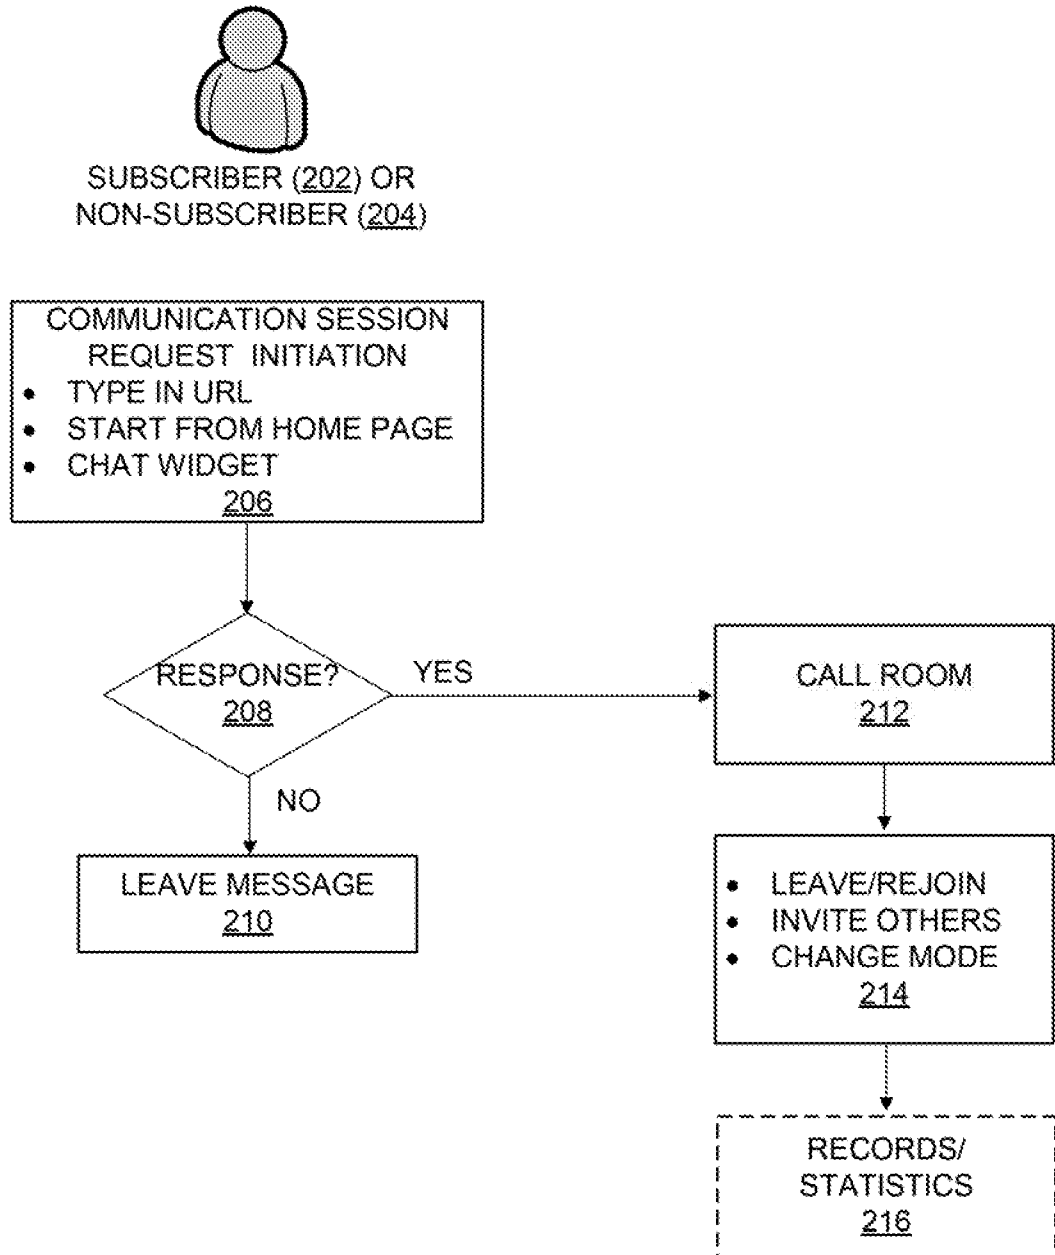 SUBSCRIBER (202) OR
NON-SUBSCRIBER (204)
COMMUNICATION SESSION
REQUEST INITIATION
• TYPE IN URL
• START FROM HOME PAGE
• CHAT WIDGET
206
RESPONSE?
208
YES
NO
LEAVE MESSAGE
210
CALL ROOM
212
• LEAVE/REJOIN
• INVITE OTHERS
• CHANGE MODE
214
RECORDS/
STATISTICS
216